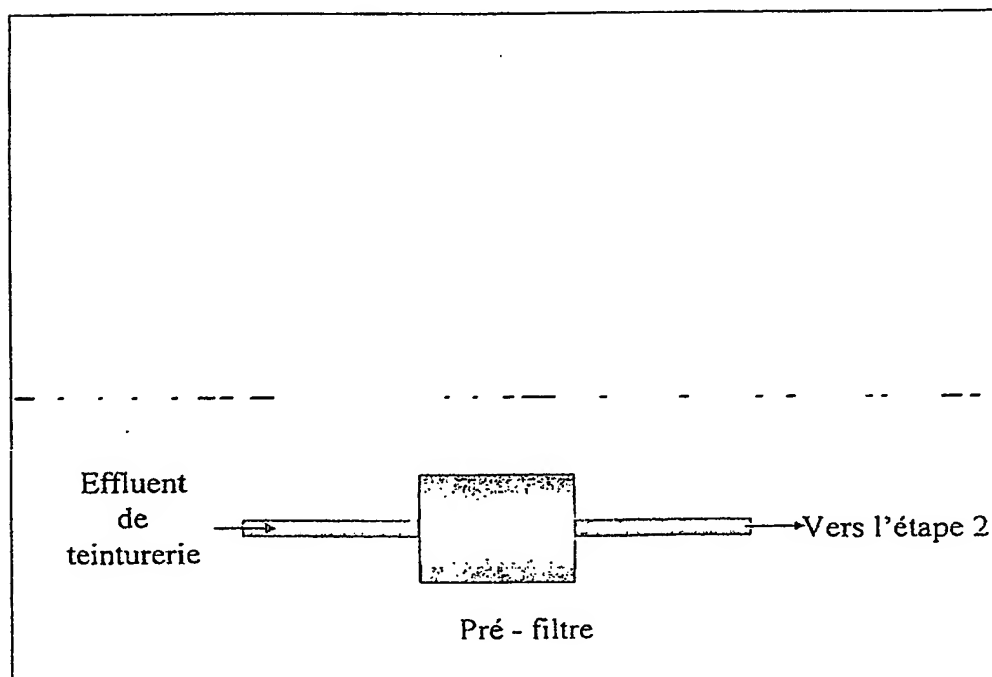 Effluent
de
teinturerie
Vers l'étape 2
Pré - filtre